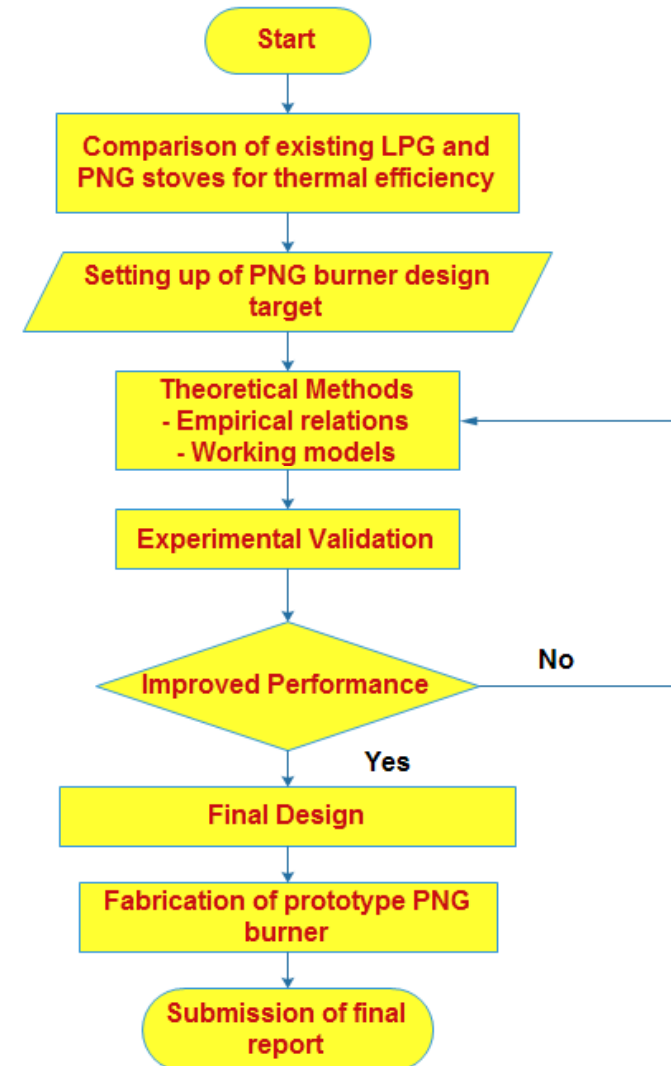 Start
Comparison of existing LPG and
PNG stoves for thermal efficiency
Setting up of PNG burner design
target
Theoretical Methods
- Empirical relations
- Working models
Experimental Validation
Improved Performance
No
Yes
Final Design
Fabrication of prototype PNG
burner
Submission of final
report